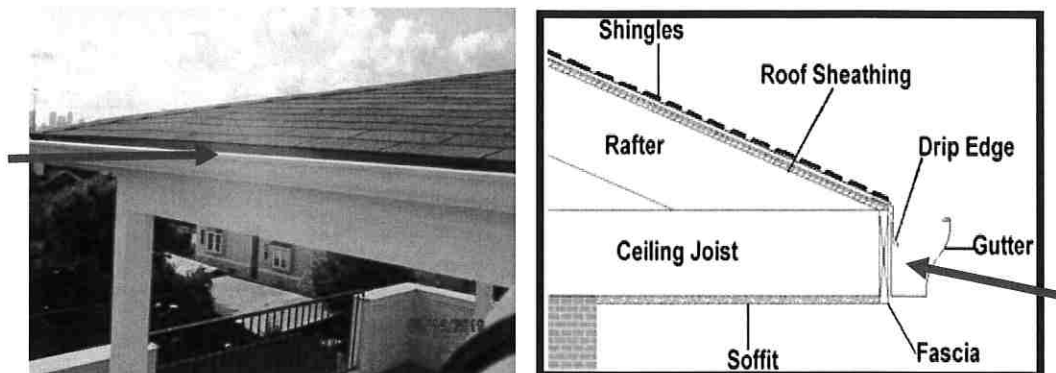 Shingles
Roof Sheathing
Rafter
Drip Edge
Ceiling Joist
Gutter
Soffit
Fascia